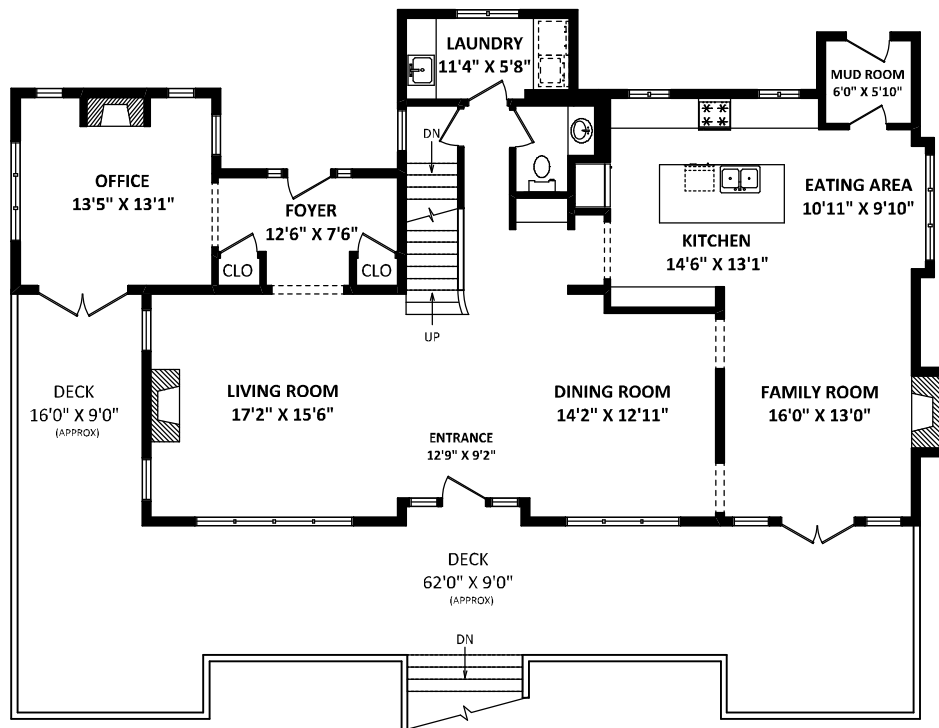 LAUNDRY
11'4" X 5'8"
MUD ROOM
6'0" X 5'10"
DN
OFFICE
13'5" X 13'1"
FOYER
12'6" X 7'6"
EATING AREA
10'11" X 9'10"
KITCHEN
14'6" X 13'1"
CLO
CLO
UP
DECK
16'0" X 9'0"
(APPROX)
LIVING ROOM
17'2" X 15'6"
DINING ROOM
14'2" X 12'11"
FAMILY ROOM
16'0" X 13'0"
ENTRANCE
12'9" X 9'2"
DECK
62'0" X 9'0"
(APPROX)
DN